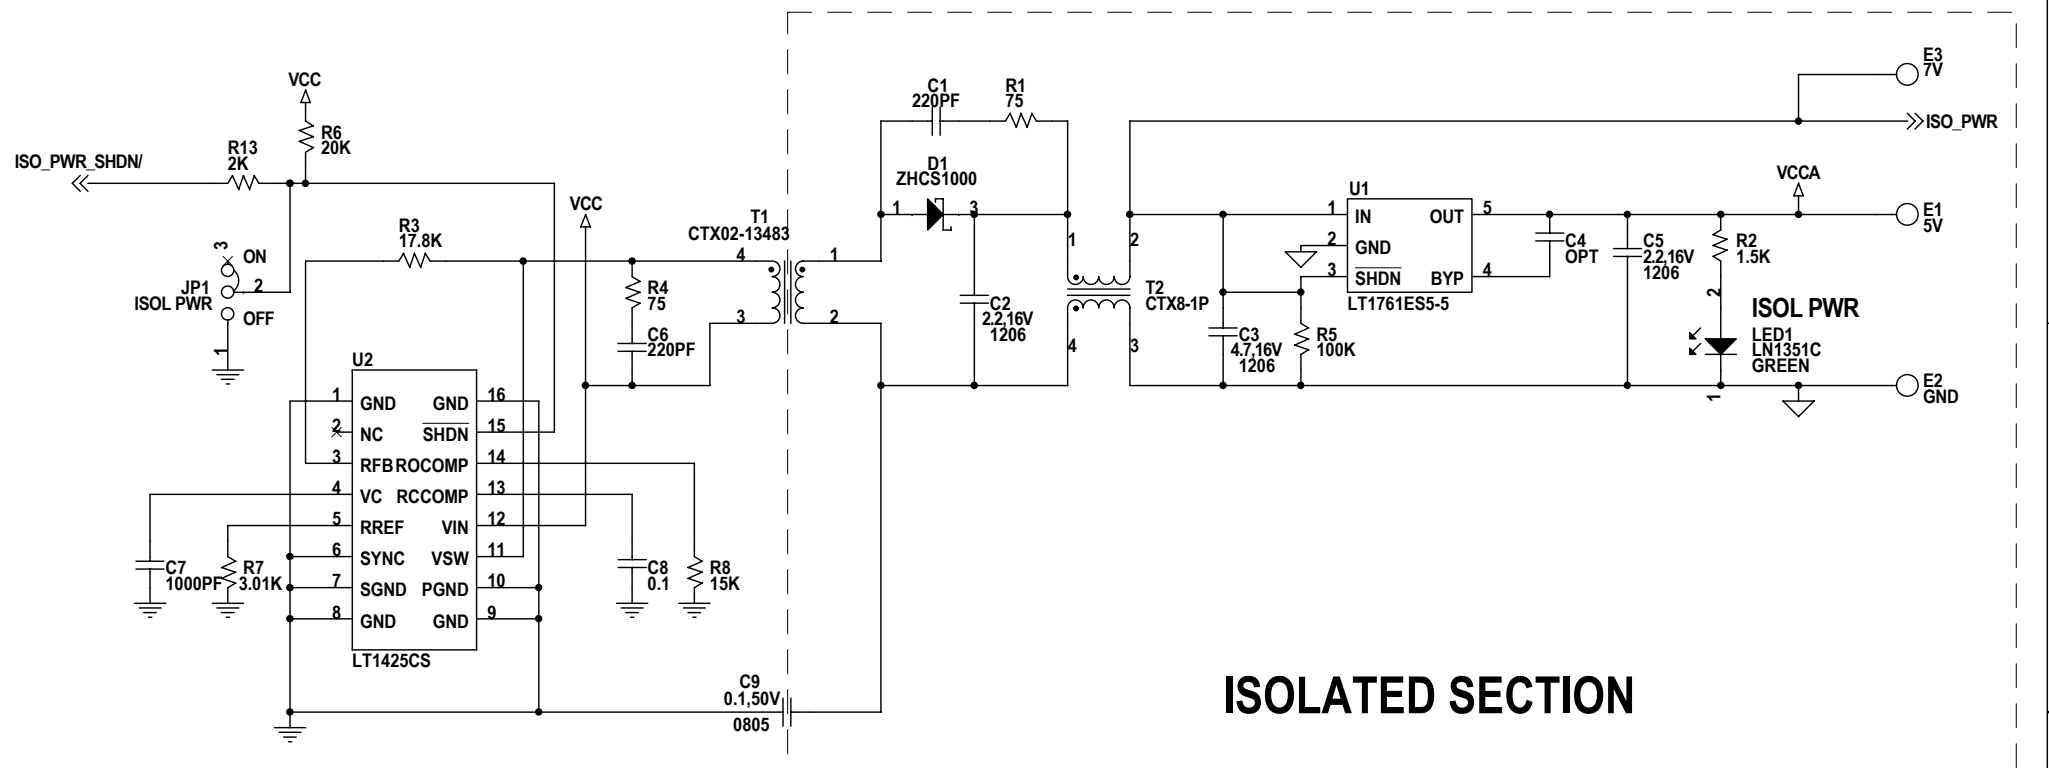 VCC
R6
20K
R13
2K
ISO_PWR_SHDN/
3
ON
JP1
ISOL PWR
2
OFF
1
R3
17.8K
VCC
R4
75
C6
220PF
T1
CTX02-13483
4
3
1
2
U2
1 GND
2 NC
3 RFB
4 VC
5 RREF
6 SYNC
7 SGND
8 GND
GND 16
SHDN 15
ROCOMP 14
RCCOMP 13
VIN 12
VSW 11
PGND 10
GND 9
LT1425CS
C7
1000PF
R7
3.01K
C8
0.1
R8
15K
C9
0.1,50V
0805
C1
220PF
R1
75
D1
ZHCS1000
1
3
C2
2.2,16V
1206
1
2
4
3
T2
CTX8-1P
C3
4.7,16V
1206
R5
100K
U1
1 IN
2 GND
3 SHDN
OUT 5
BYP 4
LT1761ES5-5
C4
OPT
C5
2.2,16V
1206
R2
1.5K
2
ISOL PWR
LED1
LN1351C
GREEN
1
VCCA
E3
7V
ISO_PWR
E1
5V
E2
GND
ISOLATED SECTION